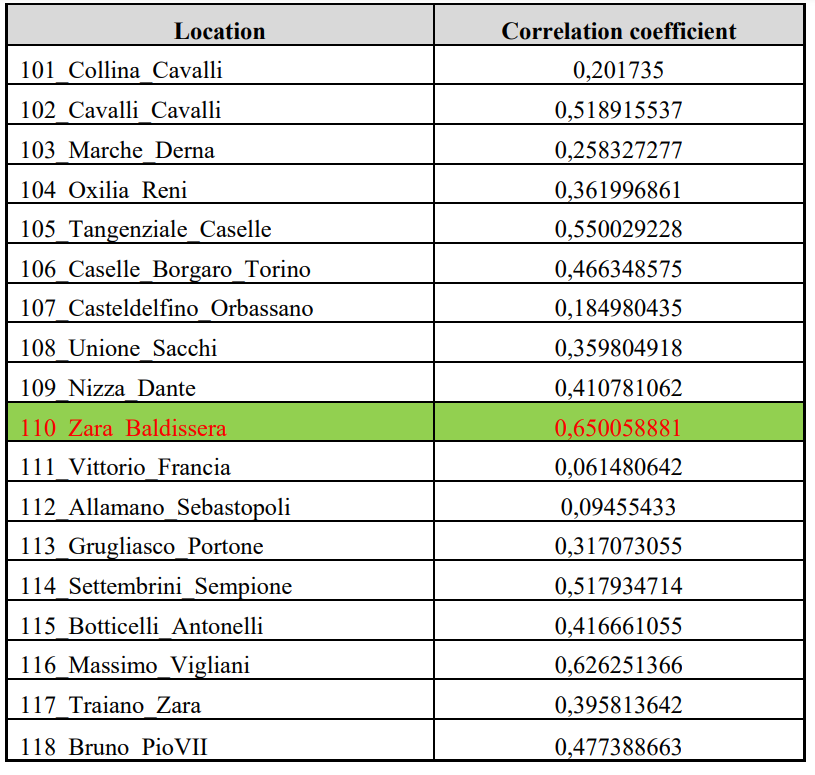 Location Correlation coefficient
101_Collina_Cavalli 0,201735
102_Cavalli_Cavalli 0,518915537
103_Marche_Derna 0,258327277
104_Oxilia_Reni 0,361996861
105_Tangenziale_Caselle 0,550029228
106_Caselle_Borgaro_Torino 0,466348575
107_Casteldelfino_Orbassano 0,184980435
108_Unione_Sacchi 0,359804918
109_Nizza_Dante 0,410781062
110_Zara_Baldissera 0,650058881
111_Vittorio_Francia 0,061480642
112_Allamano_Sebastopoli 0,09455433
113_Grugliasco_Portone 0,317073055
114_Settembrini_Sempione 0,517934714
115_Botticelli_Antonelli 0,416661055
116_Massimo_Vigliani 0,626251366
117_Traiano_Zara 0,395813642
118_Bruno_PioVII 0,477388663